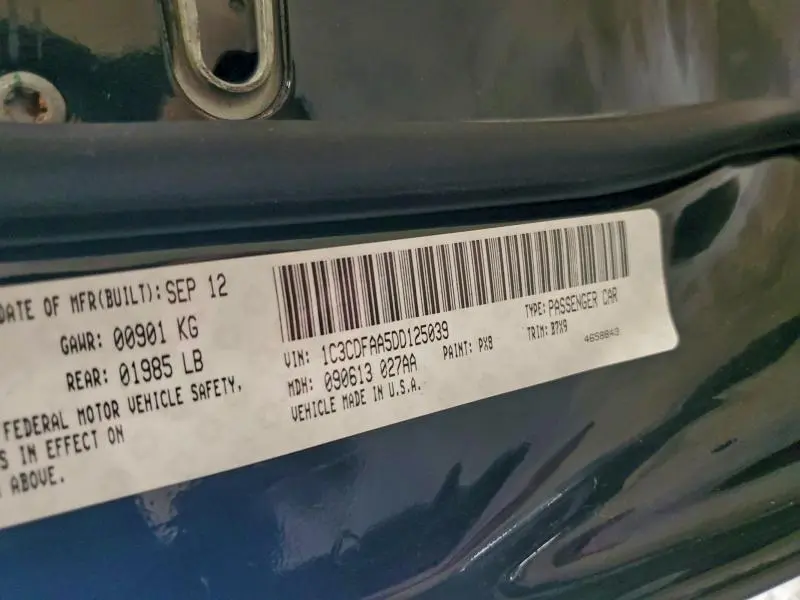 DATE OF MFR(BUILT): SEP 12
GAWR: 00901 KG
REAR: 01985 LB
FEDERAL MOTOR VEHICLE SAFETY,
IN EFFECT ON
ABOVE.
VIN: 1C3CDFAA5DD125039
TYPE: PASSENGER CAR
MDH: 090613 027AA
PAINT: PX8
TRIM: B7X9
VEHICLE MADE IN U.S.A.
4658843